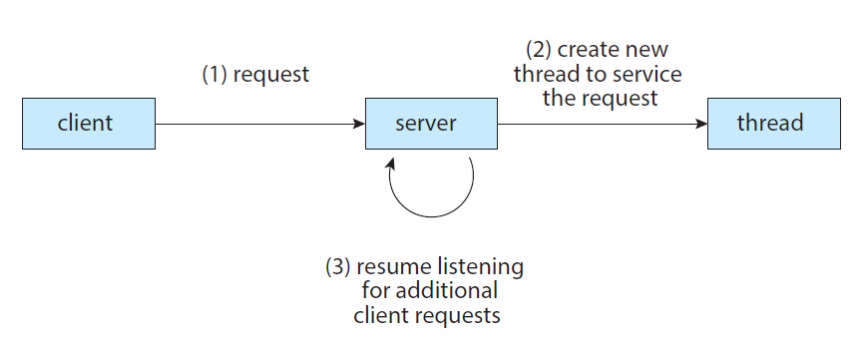 (1) request
(2) create new
thread to service
the request
client
server
thread
(3) resume listening
for additional
client requests